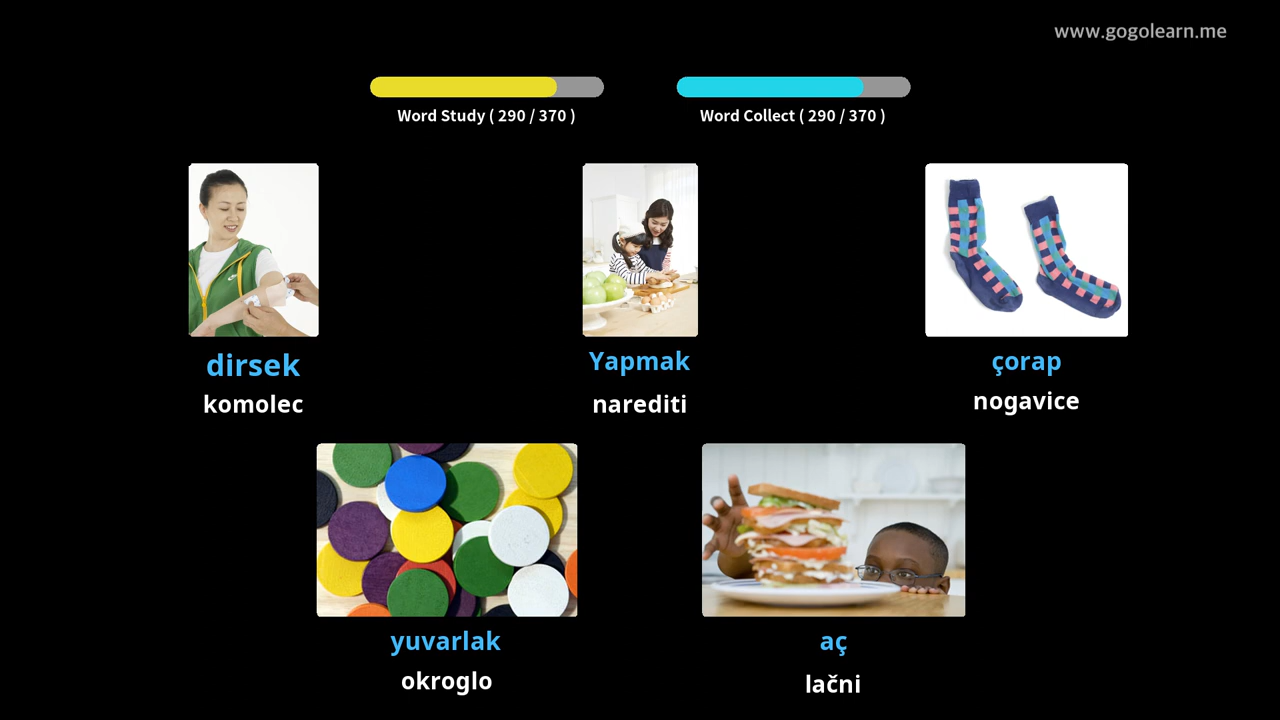 www.gogolearn.me
Word Study ( 290 / 370 )
Word Collect ( 290 / 370 )
dirsek
komolec
Yapmak
narediti
çorap
nogavice
yuvarlak
okroglo
aç
lačni